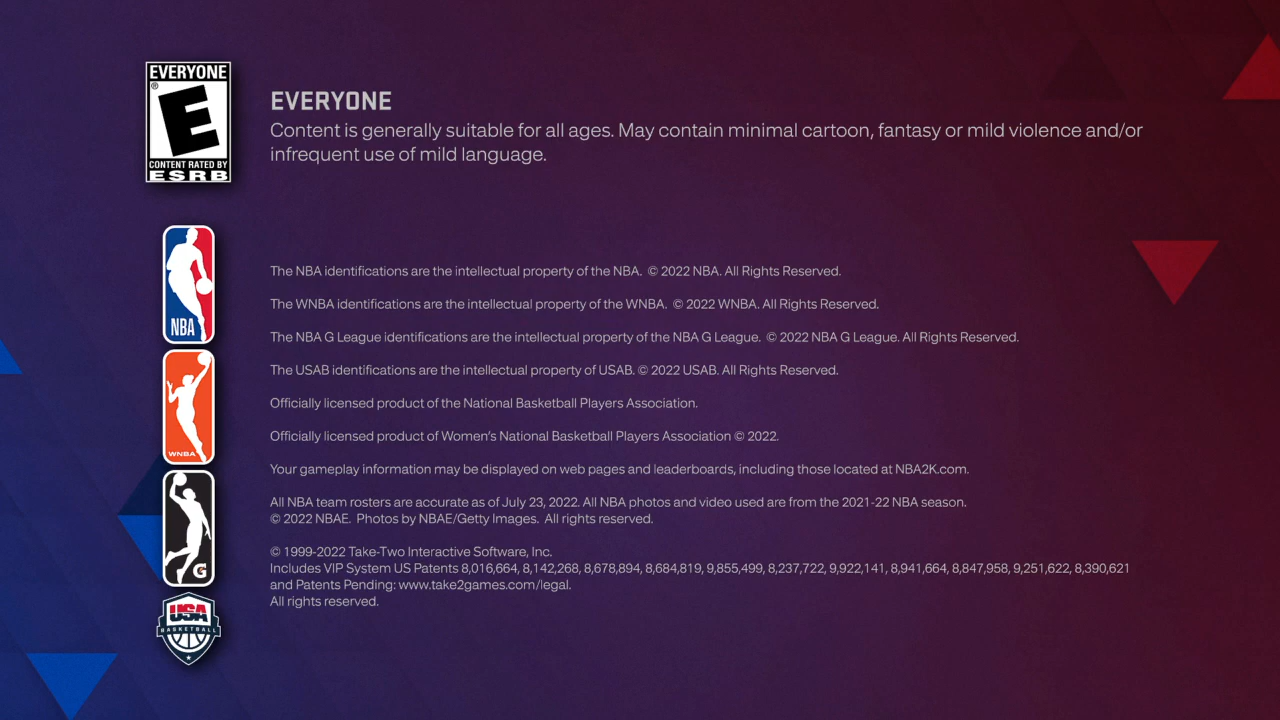 EVERYONE
®
E
CONTENT RATED BY
ESRB
EVERYONE
Content is generally suitable for all ages. May contain minimal cartoon, fantasy or mild violence and/or
infrequent use of mild language.
NBA
The NBA identifications are the intellectual property of the NBA. © 2022 NBA. All Rights Reserved.
The WNBA identifications are the intellectual property of the WNBA. © 2022 WNBA. All Rights Reserved.
The NBA G League identifications are the intellectual property of the NBA G League. © 2022 NBA G League. All Rights Reserved.
WNBA
The USAB identifications are the intellectual property of USAB. © 2022 USAB. All Rights Reserved.
Officially licensed product of the National Basketball Players Association.
Officially licensed product of Women's National Basketball Players Association © 2022.
Your gameplay information may be displayed on web pages and leaderboards, including those located at NBA2K.com.
G
All NBA team rosters are accurate as of July 23, 2022. All NBA photos and video used are from the 2021-22 NBA season.
© 2022 NBAE. Photos by NBAE/Getty Images. All rights reserved.
© 1999-2022 Take-Two Interactive Software, Inc.
Includes VIP System US Patents 8,016,664, 8,142,268, 8,678,894, 8,684,819, 9,855,499, 8,237,722, 9,922,141, 8,941,664, 8,847,958, 9,251,622, 8,390,621
and Patents Pending: www.take2games.com/legal.
All rights reserved.
USA
BASKETBALL